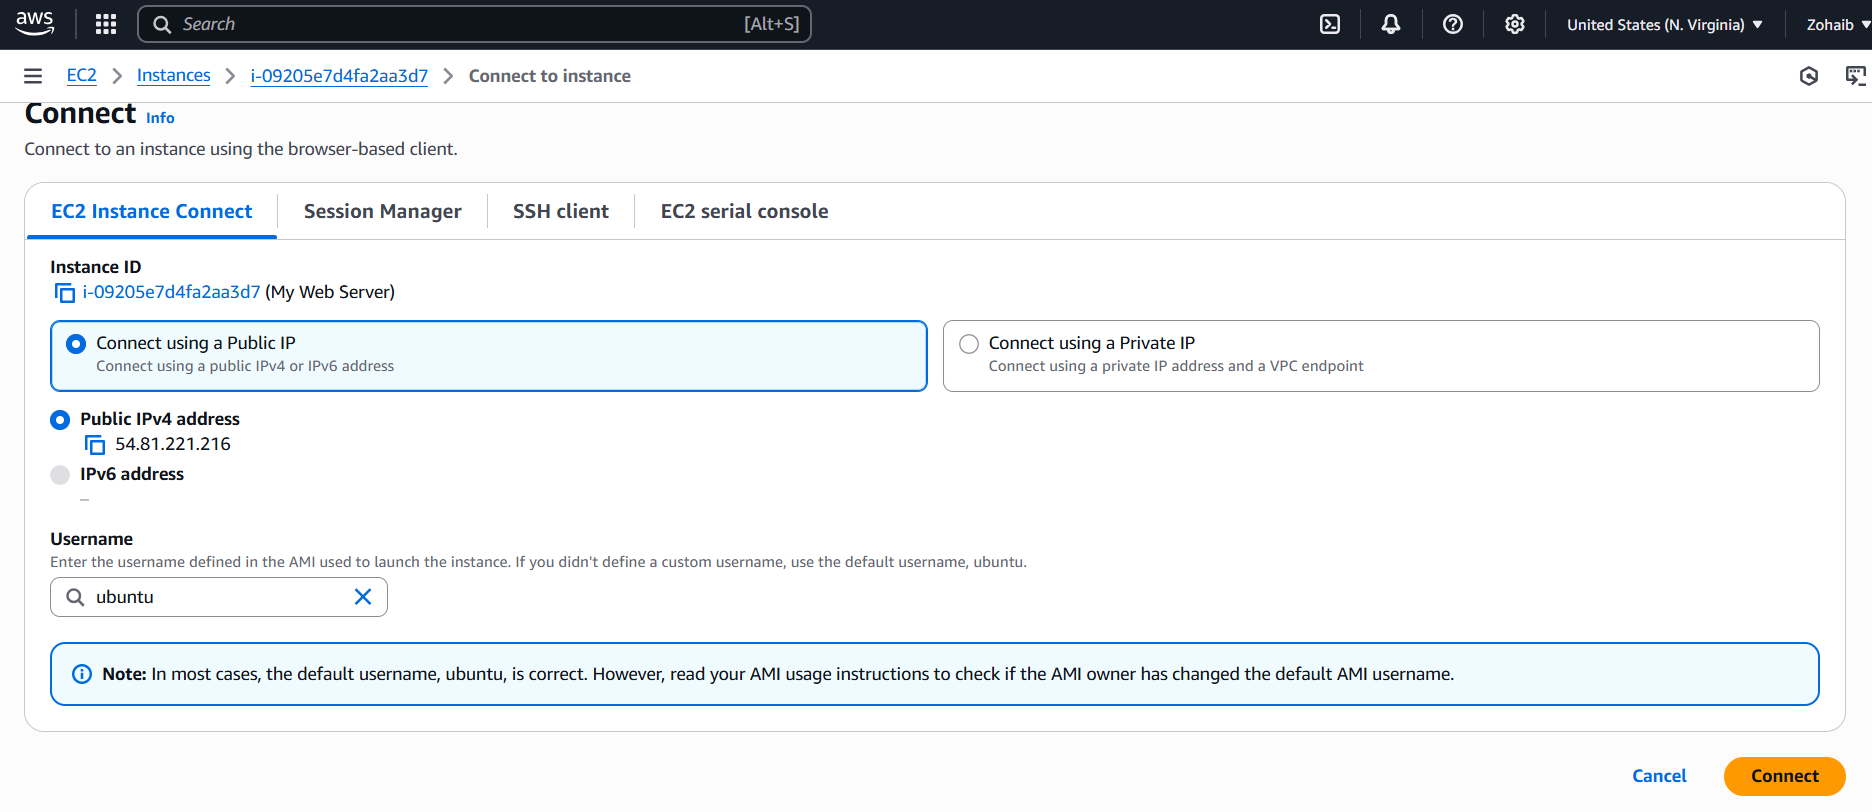 aws
Search [Alt+S]
United States (N. Virginia)
Zohaib
EC2 Instances i-09205e7d4fa2aa3d7 Connect to instance
Connect Info
Connect to an instance using the browser-based client.
EC2 Instance Connect Session Manager SSH client EC2 serial console
Instance ID
i-09205e7d4fa2aa3d7 (My Web Server)
Connect using a Public IP
Connect using a public IPv4 or IPv6 address
Connect using a Private IP
Connect using a private IP address and a VPC endpoint
Public IPv4 address
54.81.221.216
IPv6 address
–
Username
Enter the username defined in the AMI used to launch the instance. If you didn't define a custom username, use the default username, ubuntu.
ubuntu
Note: In most cases, the default username, ubuntu, is correct. However, read your AMI usage instructions to check if the AMI owner has changed the default AMI username.
Cancel Connect